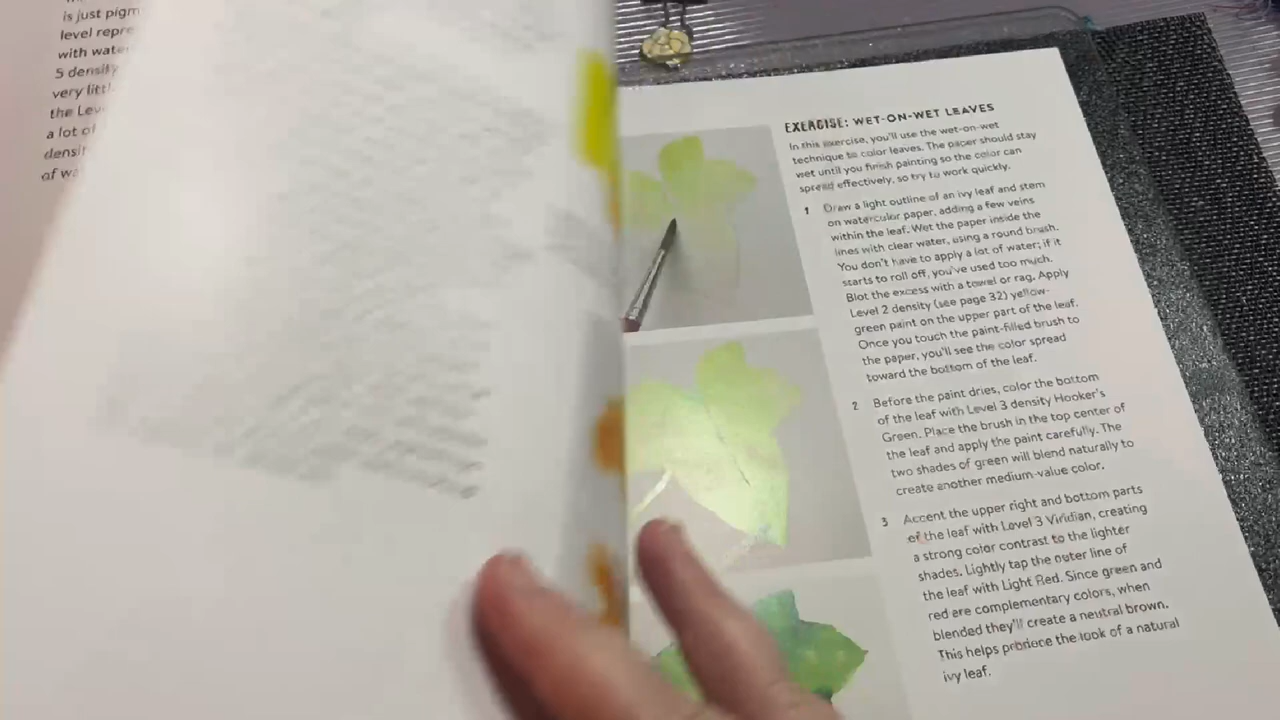 is just pigm
level repre
with wate
5 density
very littl
the Lev
a lot of
densit
of wa
EXERCISE: WET-ON-WET LEAVES
In this exercise, you'll use the wet-on-wet
technique to color leaves. The paper should stay
wet until you finish painting so the color can
spread effectively, so try to work quickly.
1 Draw a light outline of an ivy leaf and stem
on watercolor paper, adding a few veins
within the leaf. Wet the paper inside the
lines with clear water, using a round brush.
You don't have to apply a lot of water; if it
starts to roll off, you've used too much.
Blot the excess with a towel or rag. Apply
Level 2 density (see page 32) yellow-
green paint on the upper part of the leaf.
Once you touch the paint-filled brush to
the paper, you'll see the color spread
toward the bottom of the leaf.
2 Before the paint dries, color the bottom
of the leaf with Level 3 density Hooker's
Green. Place the brush in the top center of
the leaf and apply the paint carefully. The
two shades of green will blend naturally to
create another medium-value color.
3 Accent the upper right and bottom parts
of the leaf with Level 3 Viridian, creating
a strong color contrast to the lighter
shades. Lightly tap the outer line of
the leaf with Light Red. Since green and
red are complementary colors, when
blended they'll create a neutral brown.
This helps produce the look of a natural
ivy leaf.